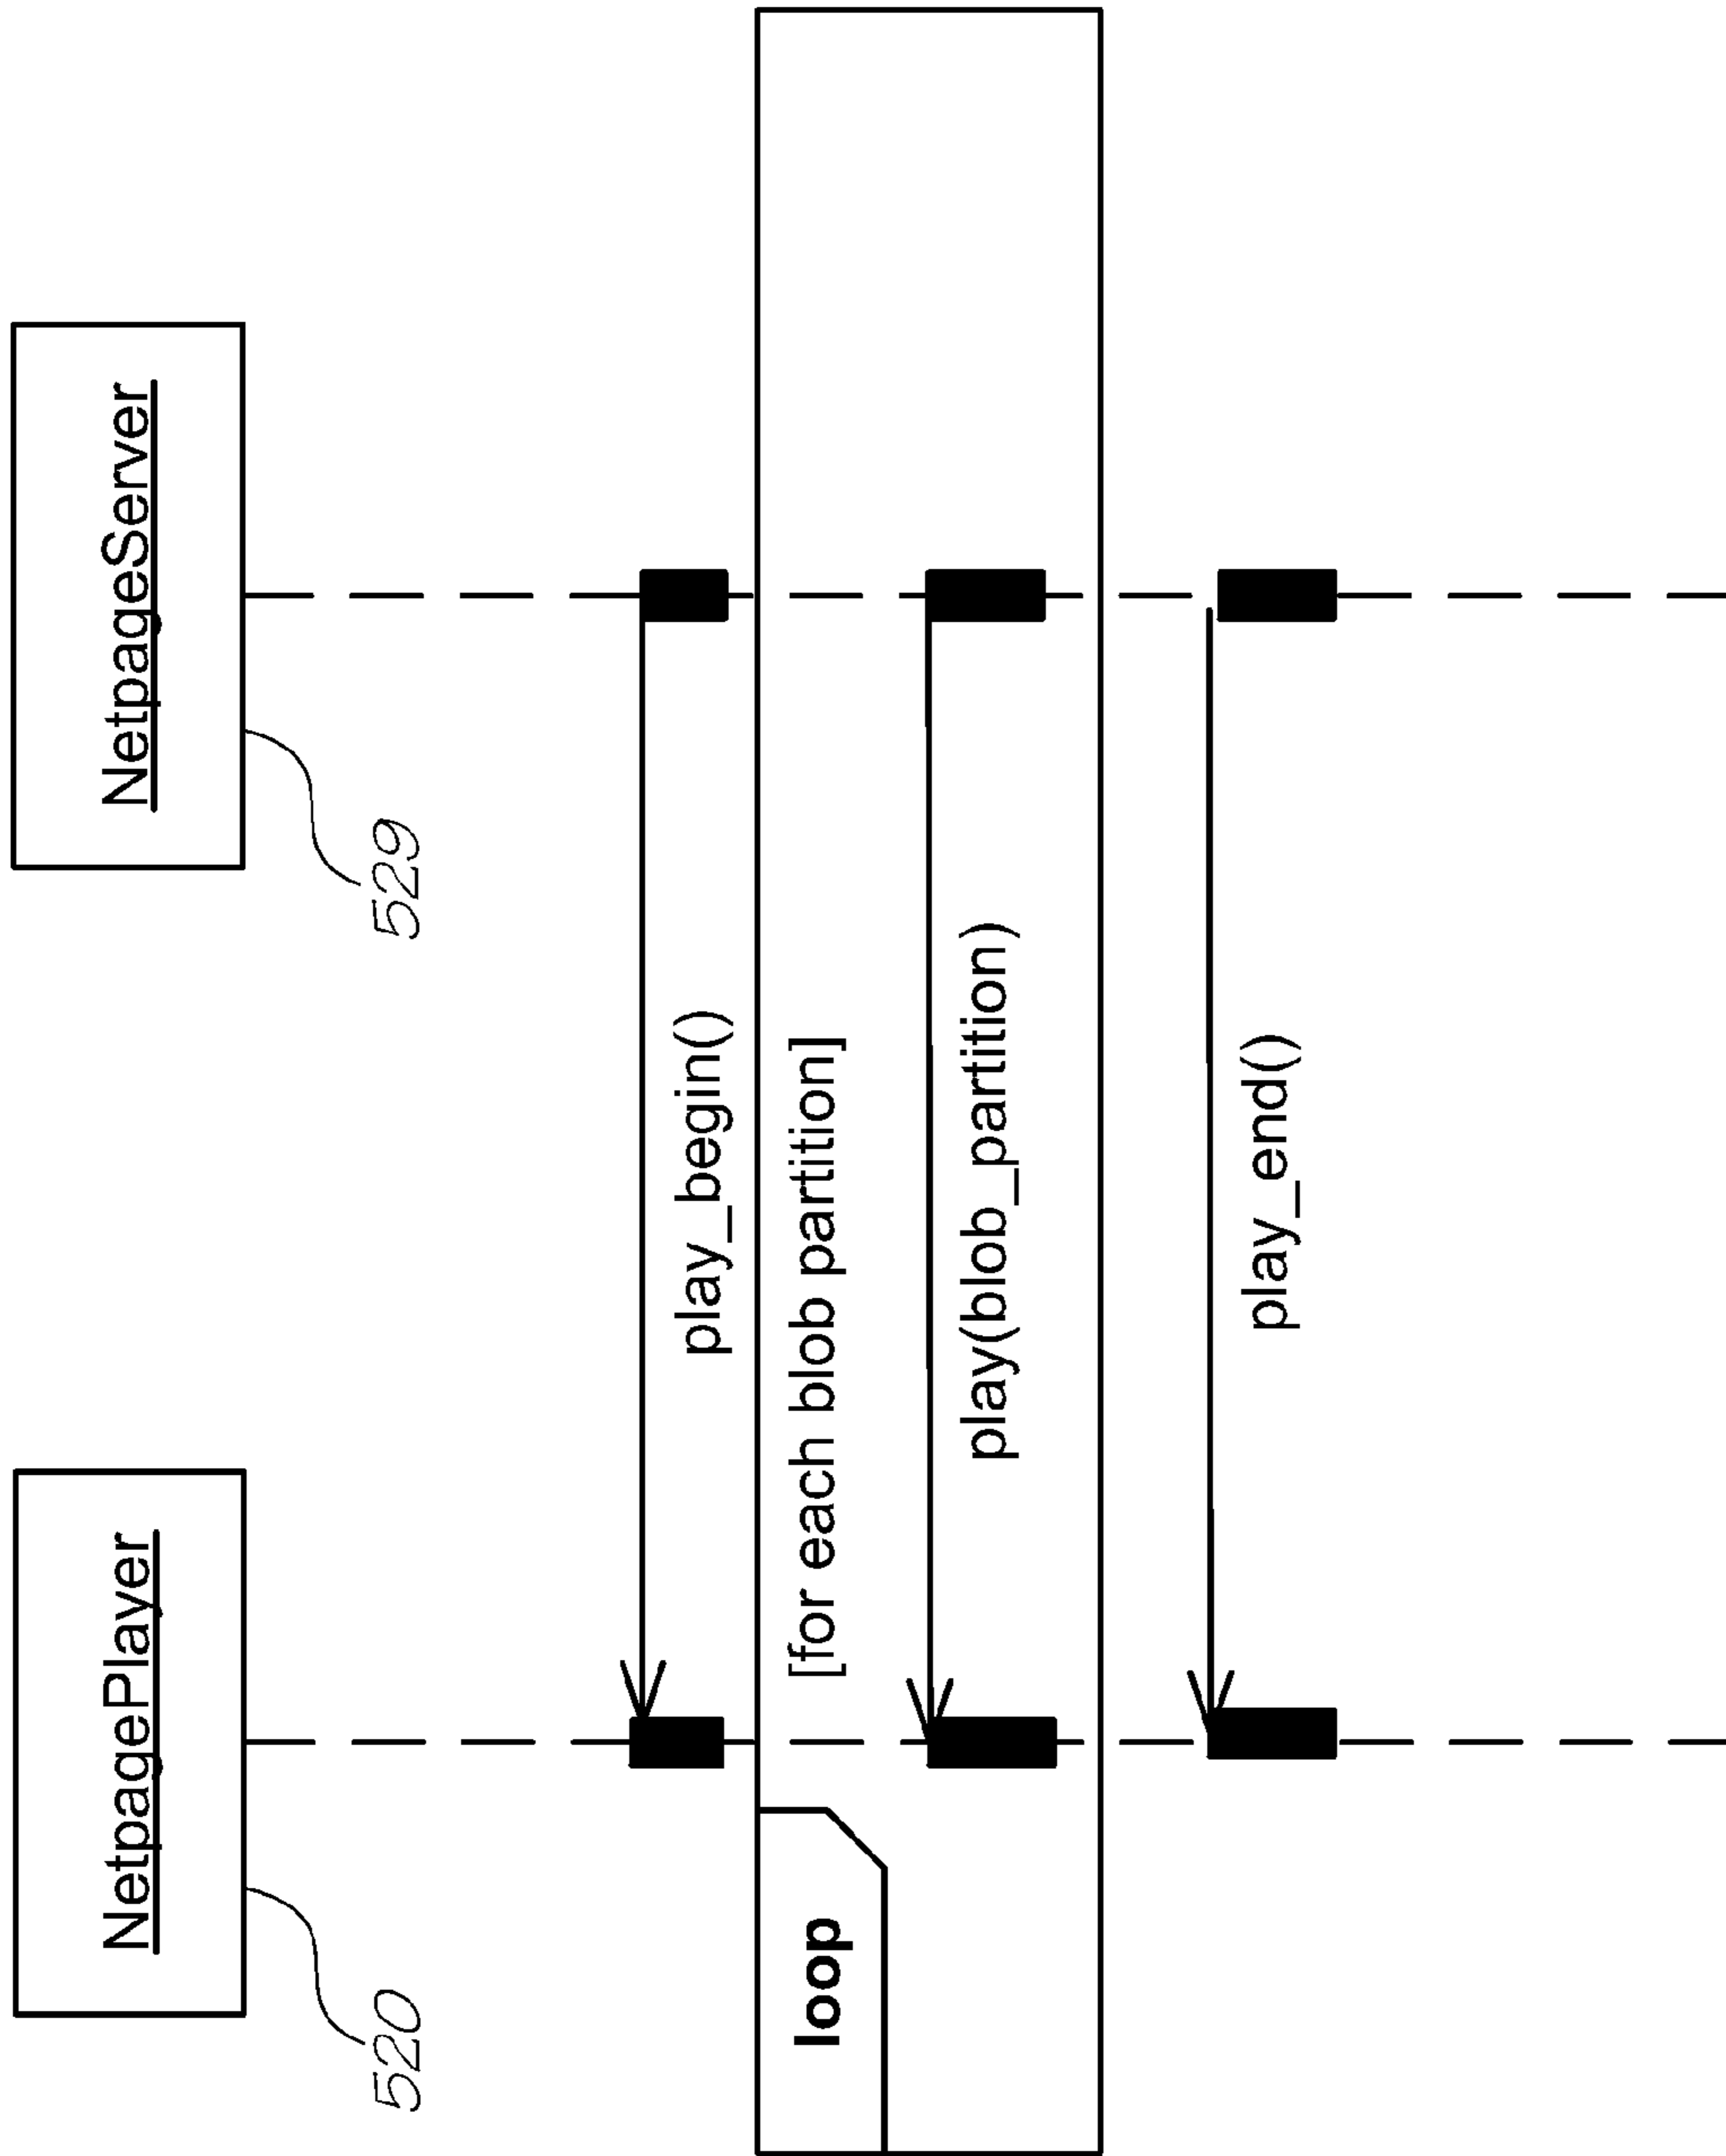 NetpagePlayer
NetpageServer
520
529
play_begin()
loop
[for each blob partition]
play(blob_partition)
play_end()